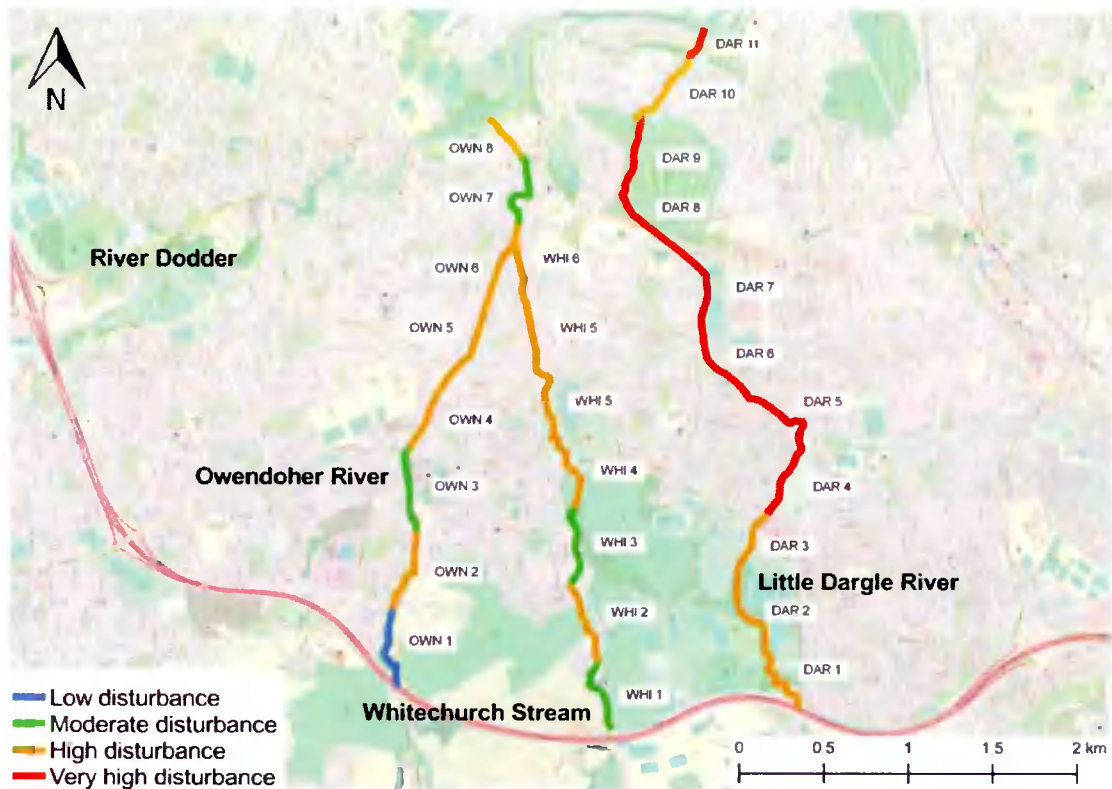 DAR 11
DAR 10
N
OWN 8
DAR 9
OWN 7
DAR 8
River Dodder
OWN 6
WHI 6
DAR 7
OWN 5
WHI 5
DAR 6
OWN 4
WHI 5
DAR 5
Owendoher River
OWN 3
WHI 4
DAR 4
WHI 3
DAR 3
OWN 2
Little Dargle River
WHI 2
DAR 2
OWN 1
DAR 1
WHI 1
Whitechurch Stream
Low disturbance
Moderate disturbance
High disturbance
Very high disturbance
0 0.5 1 1.5 2 km